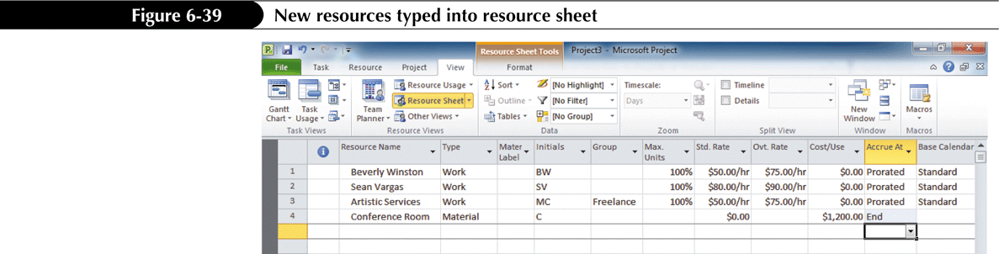 Figure 6-39 New resources typed into resource sheet
Resource Sheet Tools Project3 - Microsoft Project
File Task Resource Project View Format
Gantt Chart Task Usage Team Planner Resource Usage Sort [No Highlight] Timescale: Timeline New Window Macros
Resource Sheet Outline [No Filter] Days Details
Other Views Tables [No Group]
Task Views Resource Views Data Zoom Split View Window Macros
Resource Name Type Mater Label Initials Group Max. Units Std. Rate Ovt. Rate Cost/Use Accrue At Base Calendar
1 Beverly Winston Work BW 100% $50.00/hr $75.00/hr $0.00 Prorated Standard
2 Sean Vargas Work SV 100% $80.00/hr $90.00/hr $0.00 Prorated Standard
3 Artistic Services Work MC Freelance 100% $50.00/hr $75.00/hr $0.00 Prorated Standard
4 Conference Room Material C $0.00 $1,200.00 End